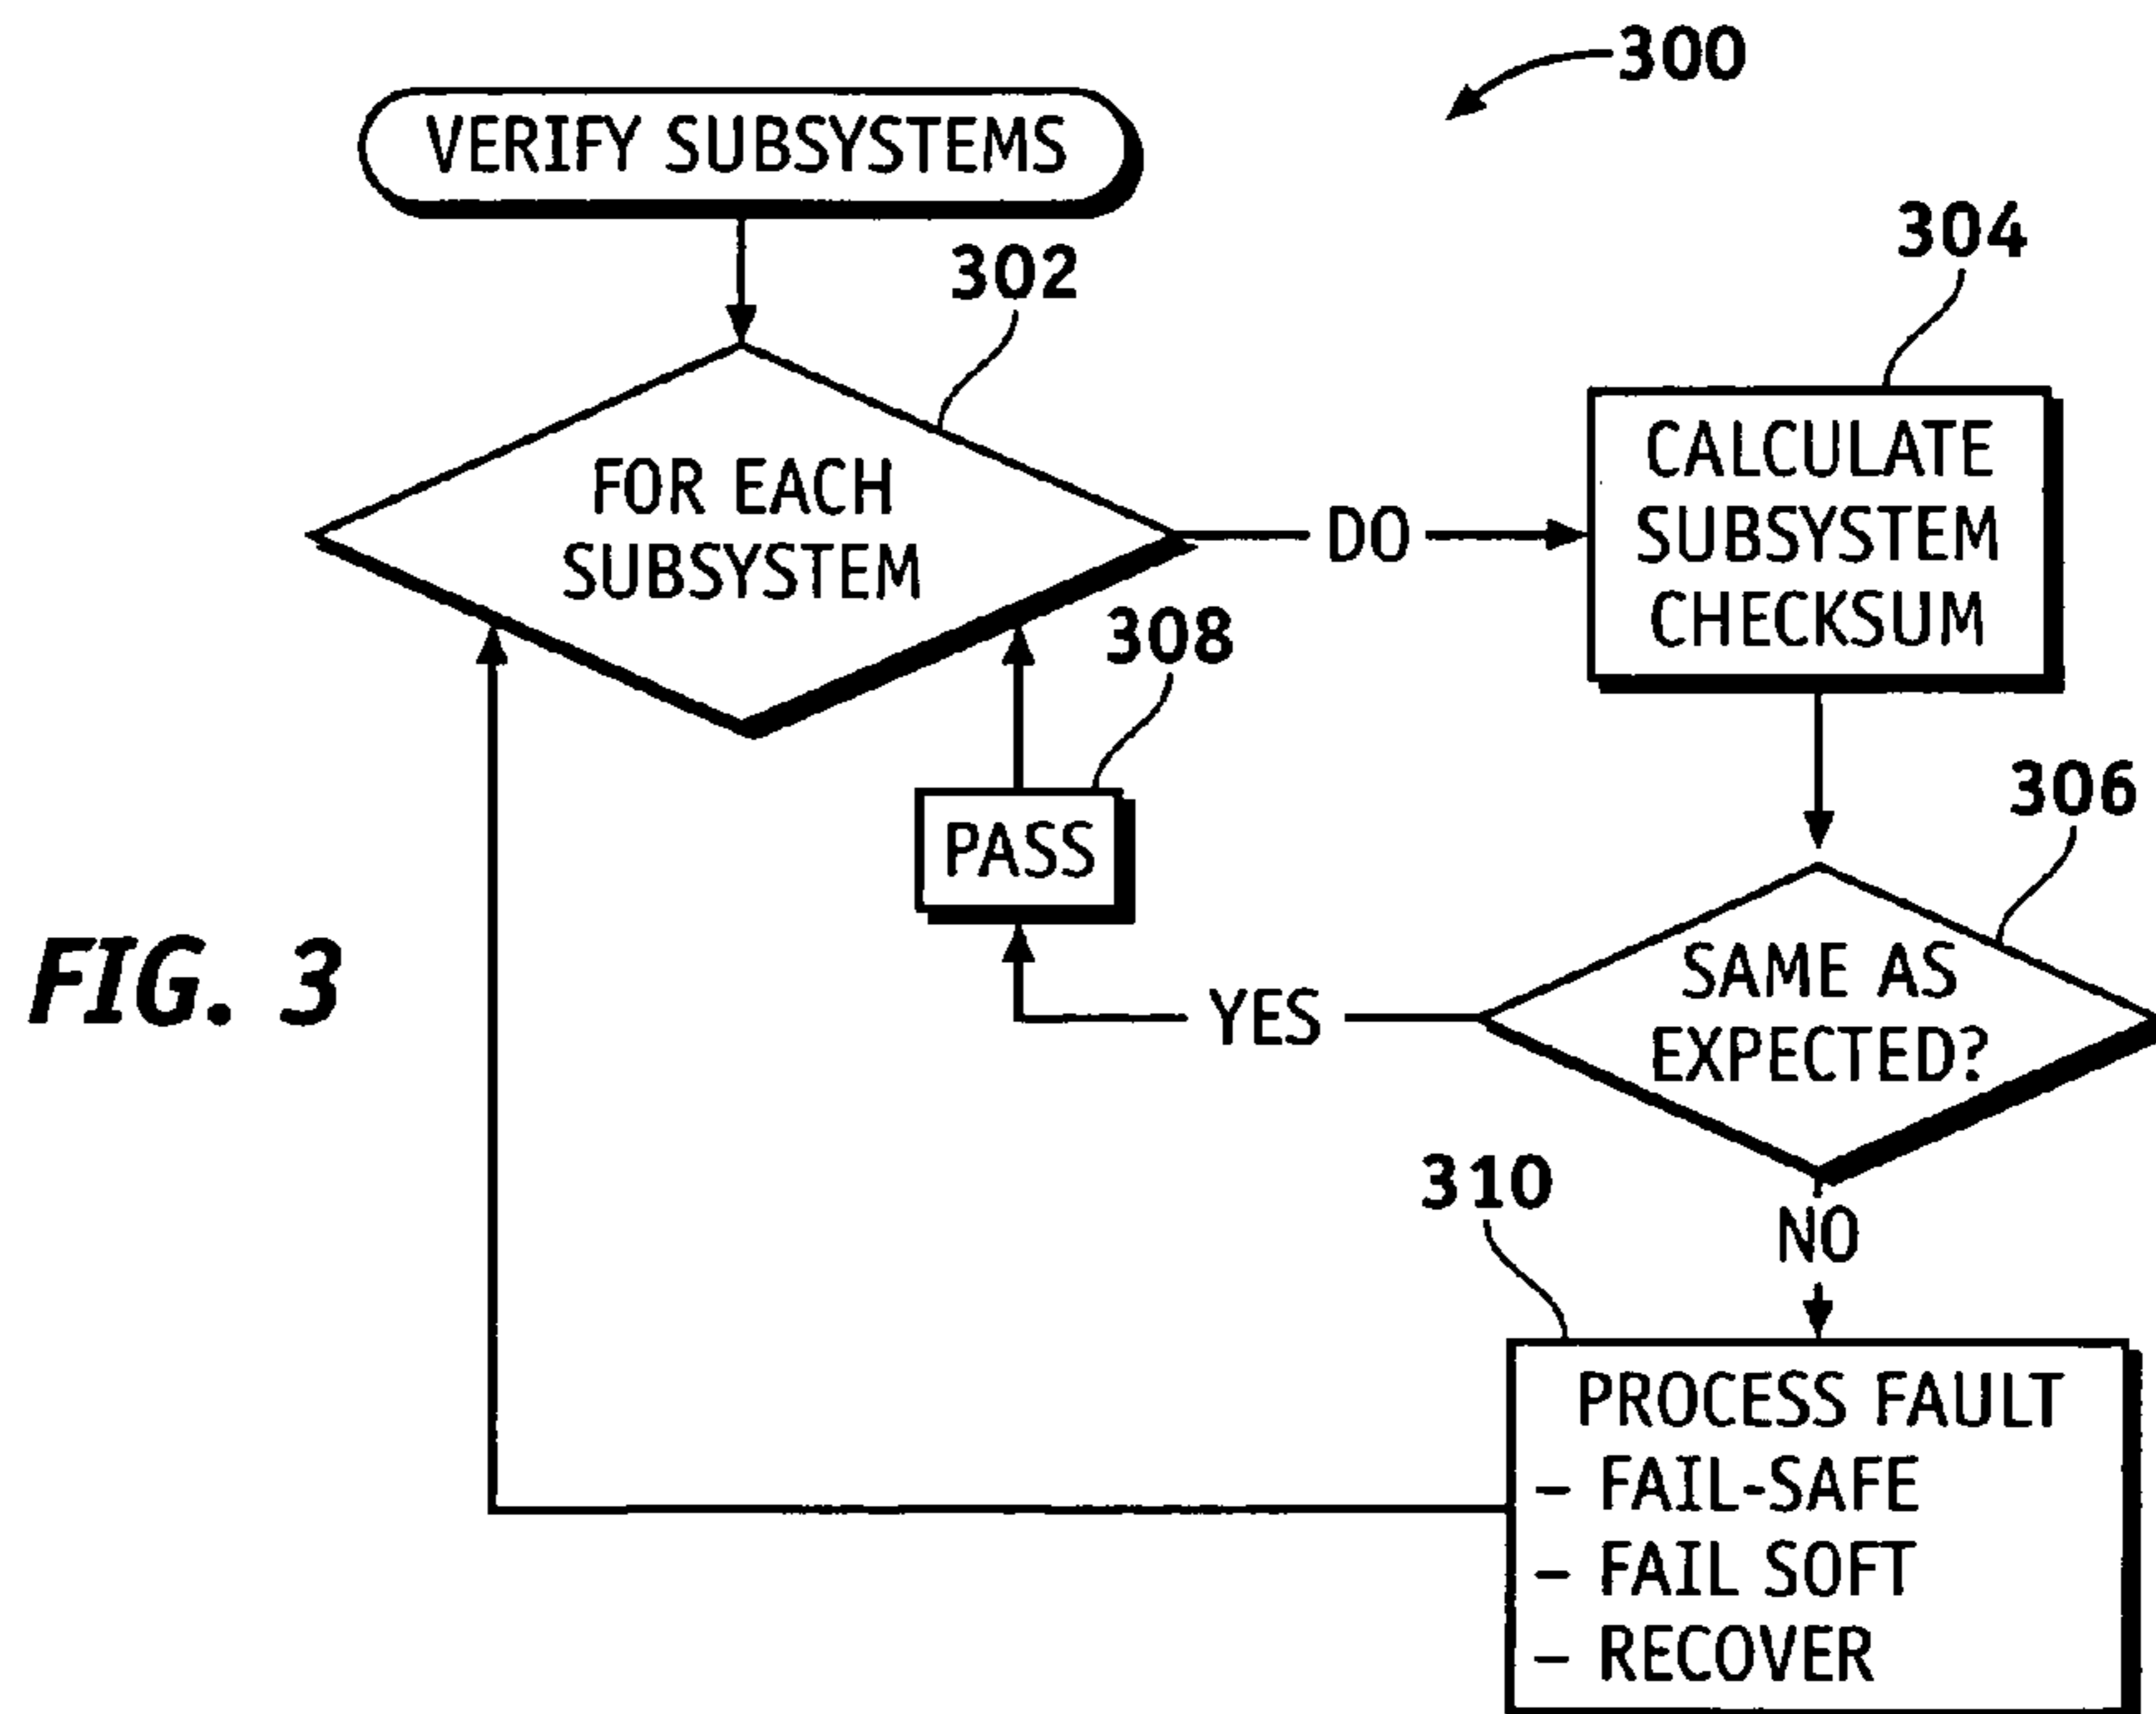 300
VERIFY SUBSYSTEMS
302
304
FOR EACH
SUBSYSTEM
DO
CALCULATE
SUBSYSTEM
CHECKSUM
308
PASS
306
FIG. 3
YES
SAME AS
EXPECTED?
310
NO
PROCESS FAULT
– FAIL-SAFE
– FAIL SOFT
– RECOVER